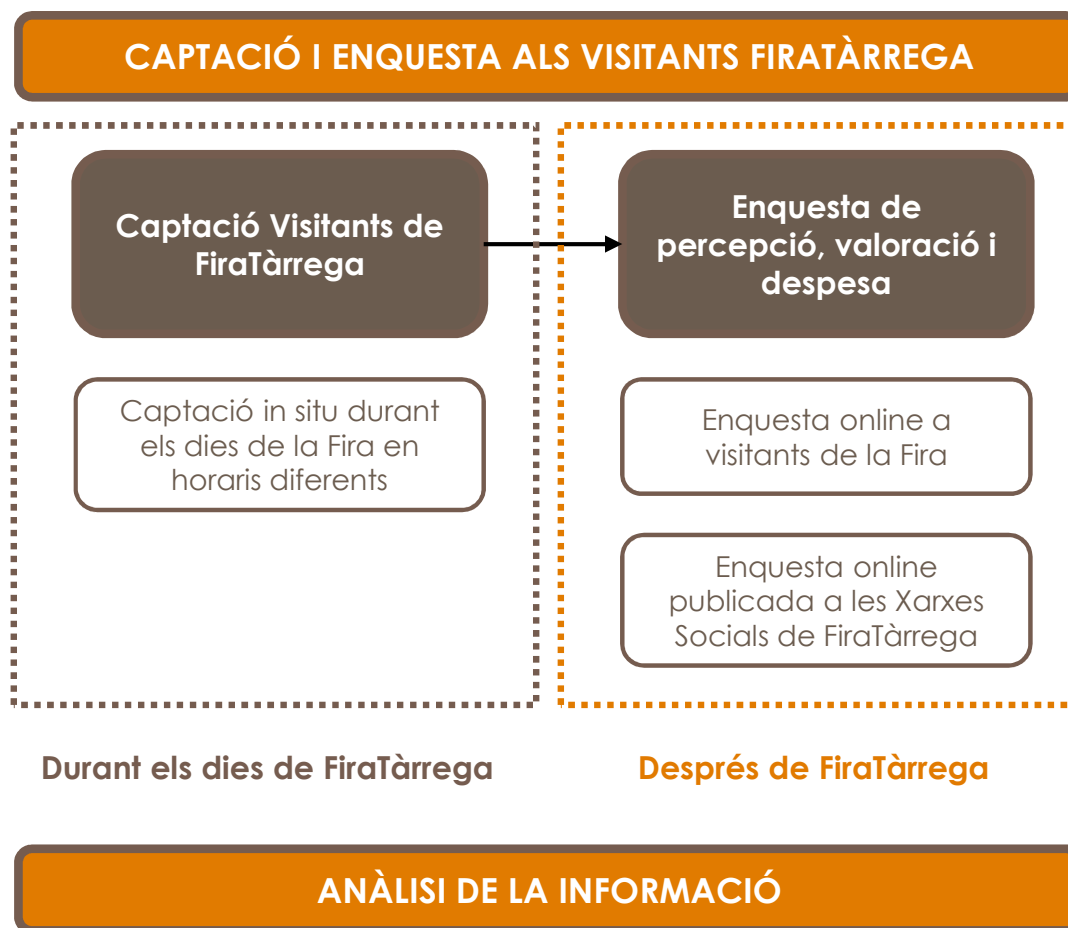 CAPTACIÓ I ENQUESTA ALS VISITANTS FIRATÀRREGA
Captació Visitants de
FiraTàrrega
Captació in situ durant
els dies de la Fira en
horaris diferents
Durant els dies de FiraTàrrega
Enquesta de
percepció, valoració i
despesa
Enquesta online a
visitants de la Fira
Enquesta online
publicada a les Xarxes
Socials de FiraTàrrega
Després de FiraTàrrega
ANÀLISI DE LA INFORMACIÓ